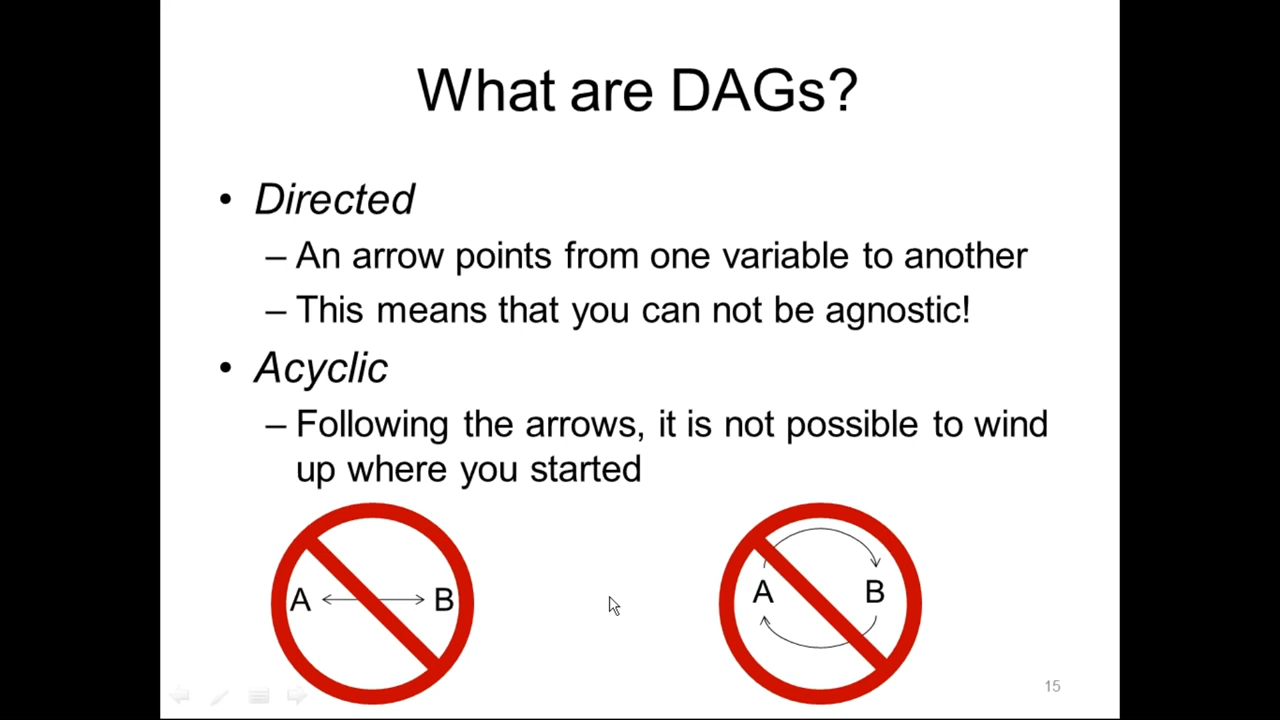 What are DAGs?
• Directed
– An arrow points from one variable to another
– This means that you can not be agnostic!
• Acyclic
– Following the arrows, it is not possible to wind
up where you started
A B
A B
15